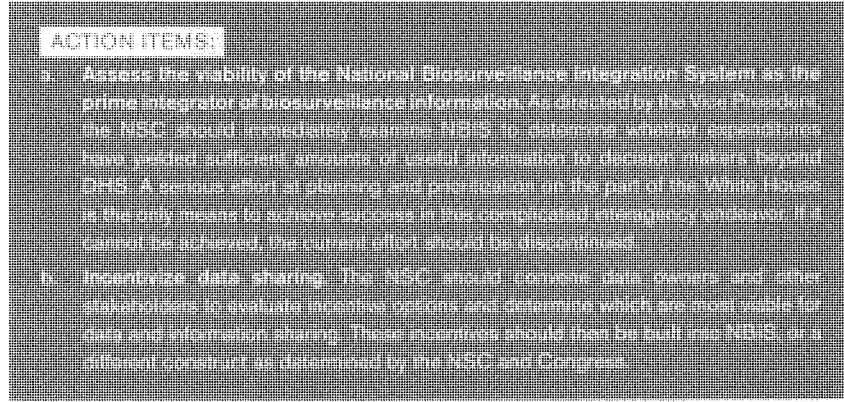 ACTION ITEMS:
a. Assess the viability of the National Biosurveillance Integration System as the
prime integrator of biosurveillance information. As directed by the Vice President,
the NSC should immediately examine NBIS to determine whether expenditures
have yielded sufficient amounts of useful information to decision makers beyond
DHS. A serious effort at planning and prioritization on the part of the White House
is the only means to achieve success in this complicated interagency endeavor. If it
cannot be achieved, the current effort should be discontinued.
b. Incentivize data sharing. The NSC should convene data owners and other
stakeholders to evaluate incentive options and determine which are most viable for
data and information sharing. These incentives should then be built into NBIS, or a
different construct as determined by the NSC and Congress.